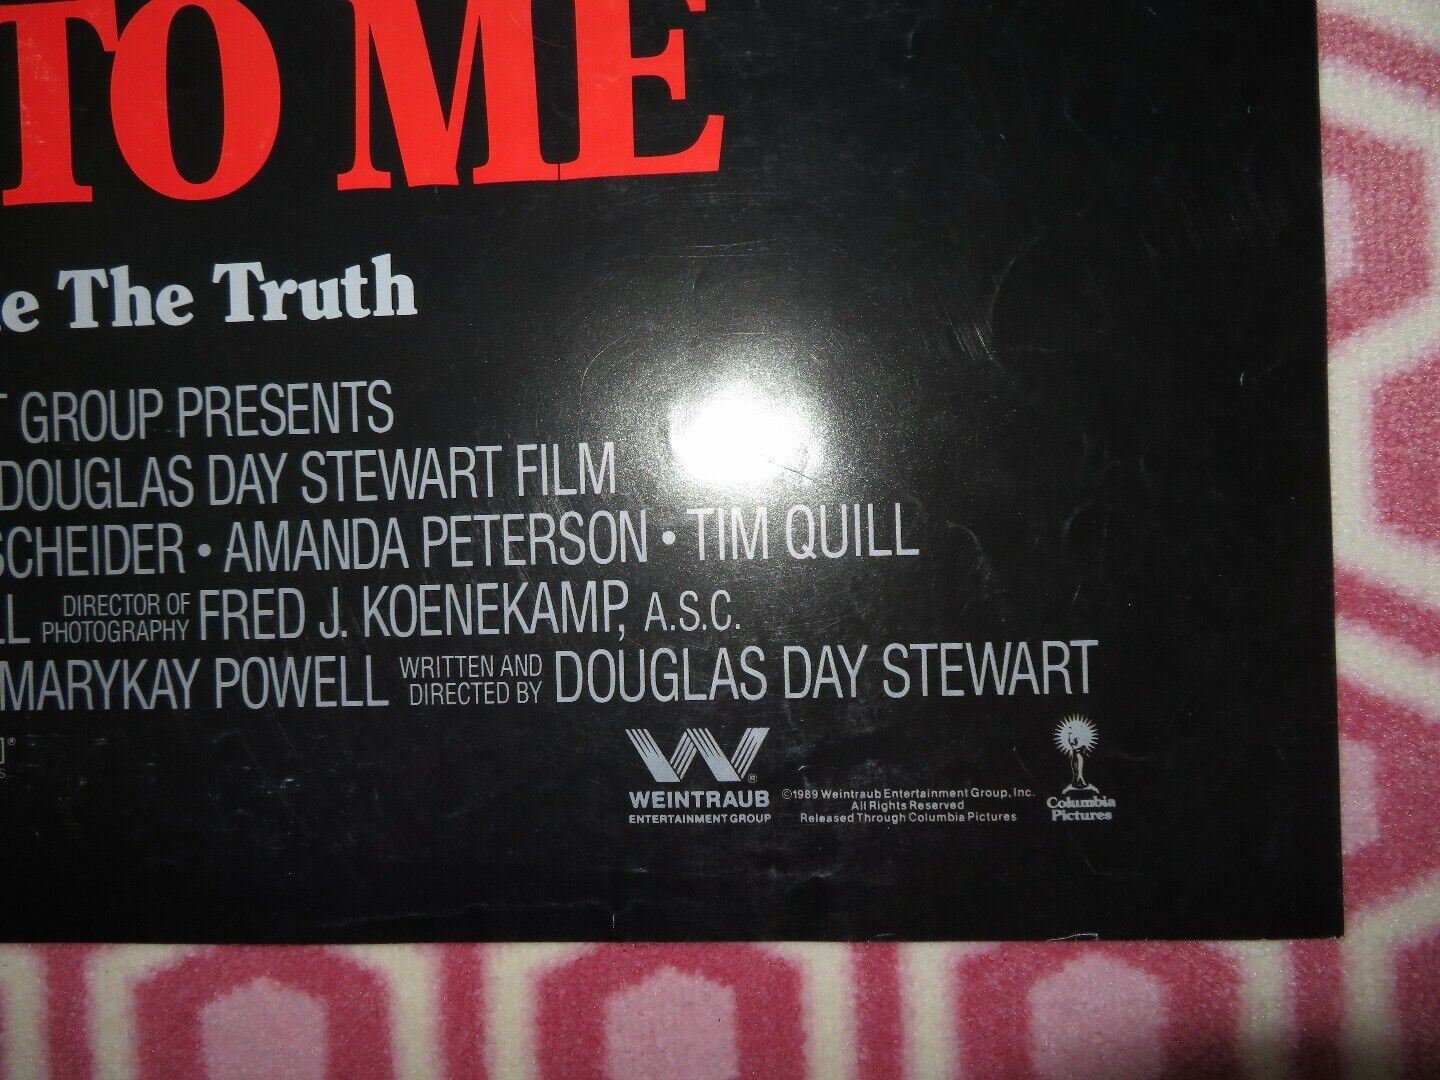 TO ME
e The Truth
T GROUP PRESENTS
DOUGLAS DAY STEWART FILM
SCHEIDER • AMANDA PETERSON • TIM QUILL
LL DIRECTOR OF PHOTOGRAPHY FRED J. KOENEKAMP, A.S.C.
MARYKAY POWELL WRITTEN AND DIRECTED BY DOUGLAS DAY STEWART
WEINTRAUB
ENTERTAINMENT GROUP
©1989 Weintraub Entertainment Group, Inc.
All Rights Reserved
Released Through Columbia Pictures
Columbia
Pictures